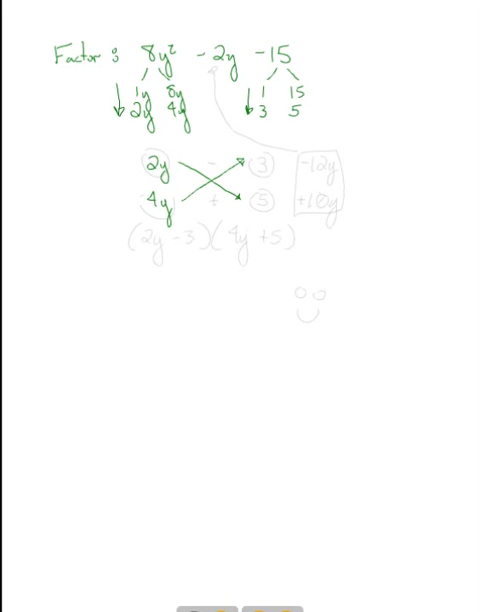 Factor : 8y² - 2y - 15
1y 8y 1 15
2y 4y 3 5
2y - 3 -12y
4y + 5 +10y
(2y - 3)(4y + 5)